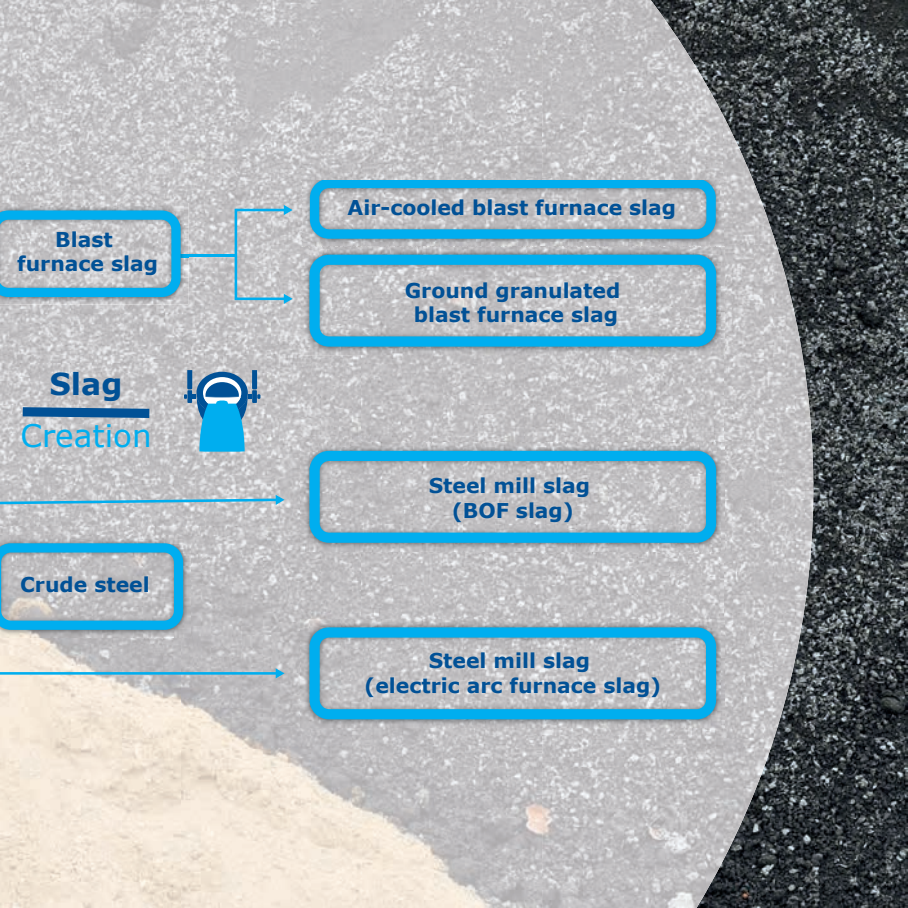 Air-cooled blast furnace slag
Blast
furnace slag
Ground granulated
blast furnace slag
Slag
Creation
Steel mill slag
(BOF slag)
Crude steel
Steel mill slag
(electric arc furnace slag)